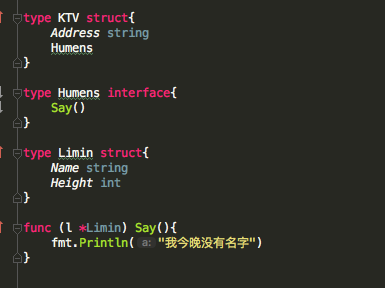 type KTV struct{
Address string
Humens
}
type Humens interface{
Say()
}
type Limin struct{
Name string
Height int
}
func (l *Limin) Say(){
fmt.Println( a: "我今晚没有名字")
}